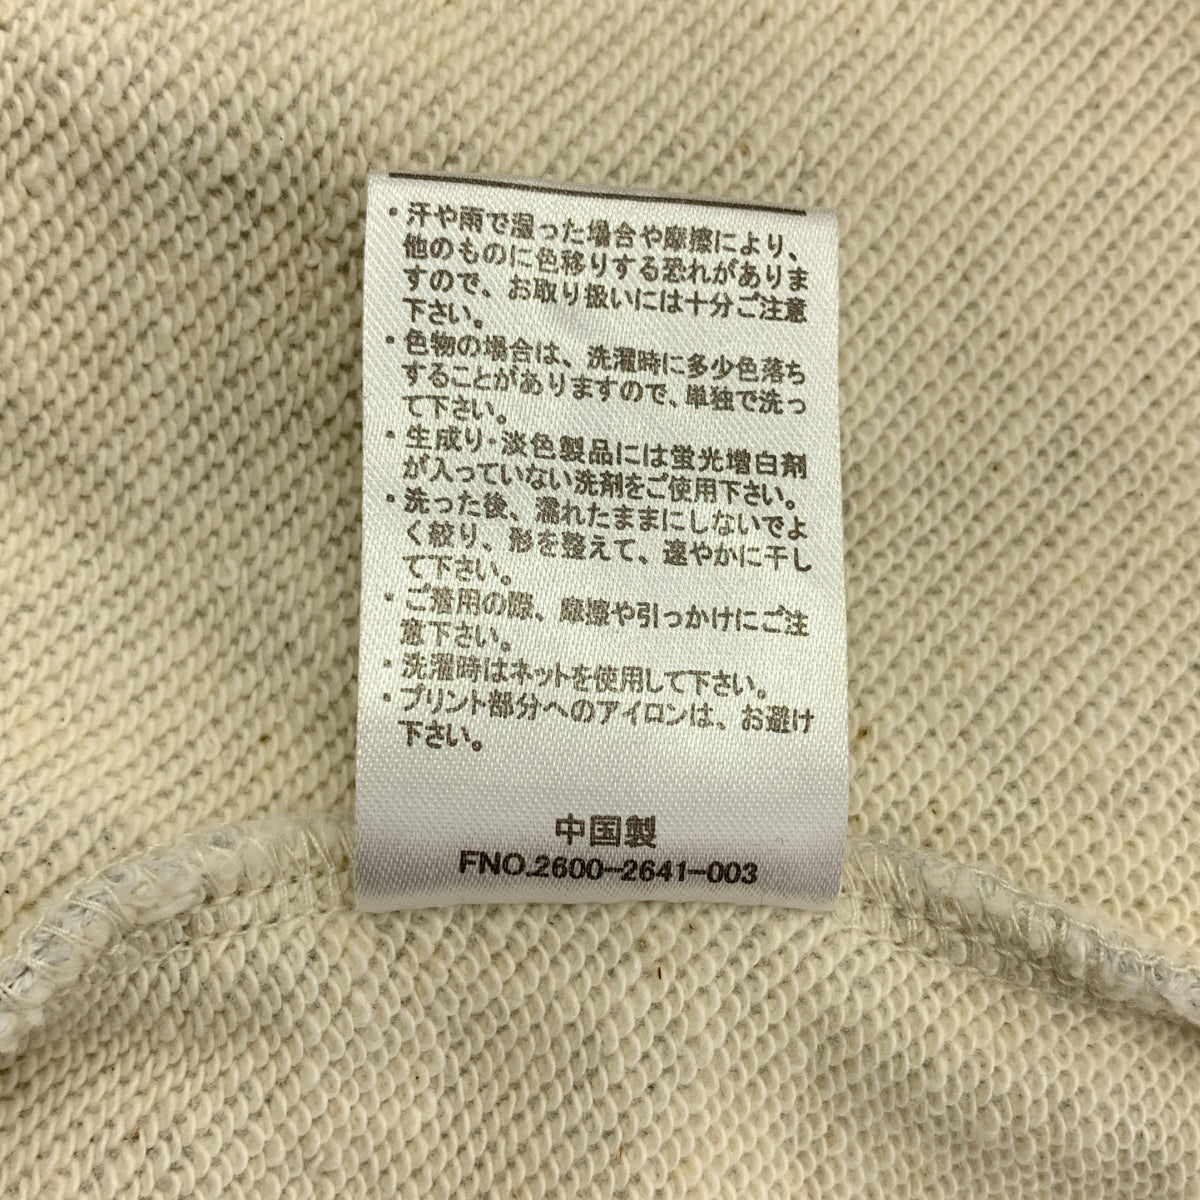 ・汗や雨で湿った場合や摩擦により、
他のものに色移りする恐れがありま
すので、お取り扱いには十分ご注意
下さい。
・色物の場合は、洗濯時に多少色落ち
することがありますので、単独で洗っ
て下さい。
・生成り・淡色製品には蛍光増白剤
が入っていない洗剤をご使用下さい。
・洗った後、濡れたままにしないでよ
く絞り、形を整えて、速やかに干し
て下さい。
・ご着用の際、摩擦や引っかけにご注
意下さい。
・洗濯時はネットを使用して下さい。
・プリント部分へのアイロンは、お避け
下さい。
中国製
FNO.2600-2641-003